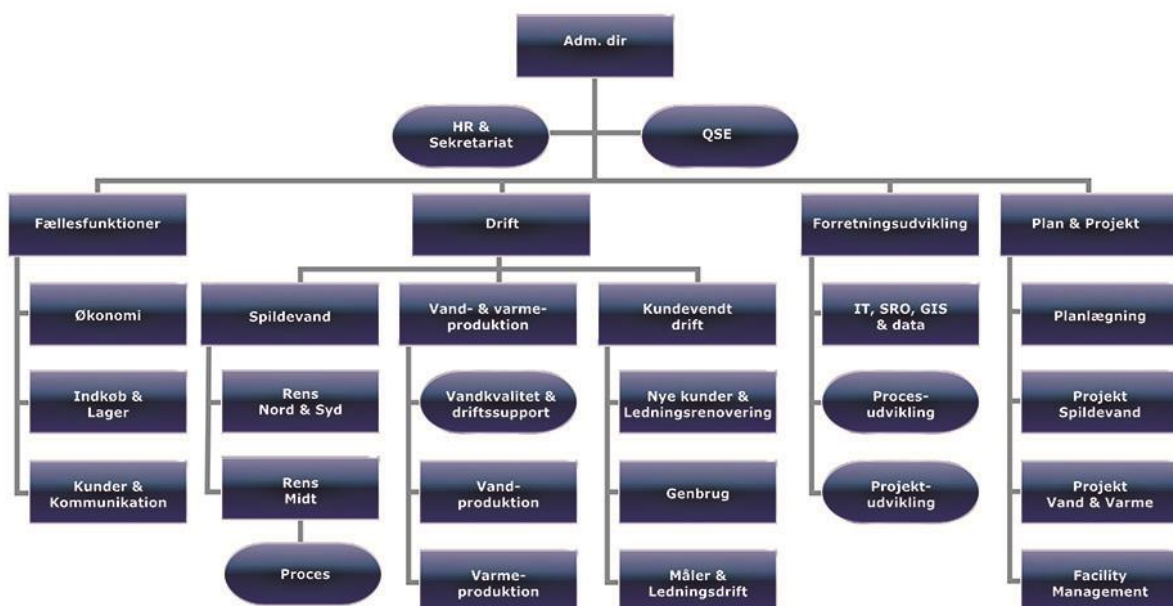 Adm. dir
HR &
Sekretariat
QSE
Fællesfunktioner
Drift
Forretningsudvikling
Plan & Projekt
Økonomi
Indkøb &
Lager
Kunder &
Kommunikation
Spildevand
Rens
Nord & Syd
Rens
Midt
Proces
Vand- & varme-
produktion
Vandkvalitet &
driftssupport
Vand-
produktion
Varme-
produktion
Kundevendt
drift
Nye kunder &
Ledningsrenovering
Genbrug
Måler &
Ledningsdrift
IT, SRO, GIS
& data
Proces-
udvikling
Projekt-
udvikling
Planlægning
Projekt
Spildevand
Projekt
Vand & Varme
Facility
Management